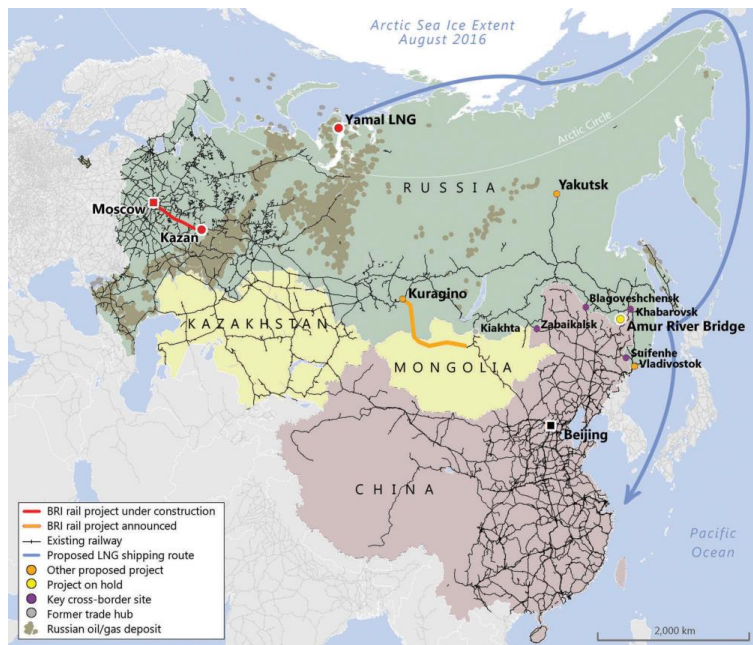 Arctic Sea Ice Extent
August 2016
Yamal LNG
Arctic Circle
RUSSIA
Yakutsk
Moscow
Kazan
Kuragino
Blagoveshchensk
Khabarovsk
Amur River Bridge
KAZAKHSTAN
Kiakhta
Zabaikalsk
MONGOLIA
Suifenhe
Vladivostok
Beijing
CHINA
Pacific
Ocean
BRI rail project under construction
BRI rail project announced
Existing railway
Proposed LNG shipping route
Other proposed project
Project on hold
Key cross-border site
Former trade hub
Russian oil/gas deposit
2,000 km